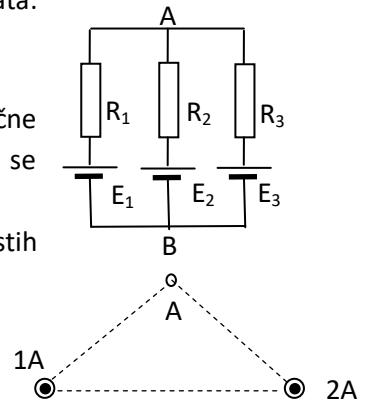 ata.
A
R1 R2 R3
čne
se
E1 E2 E3
stih
B
A
1A
2A